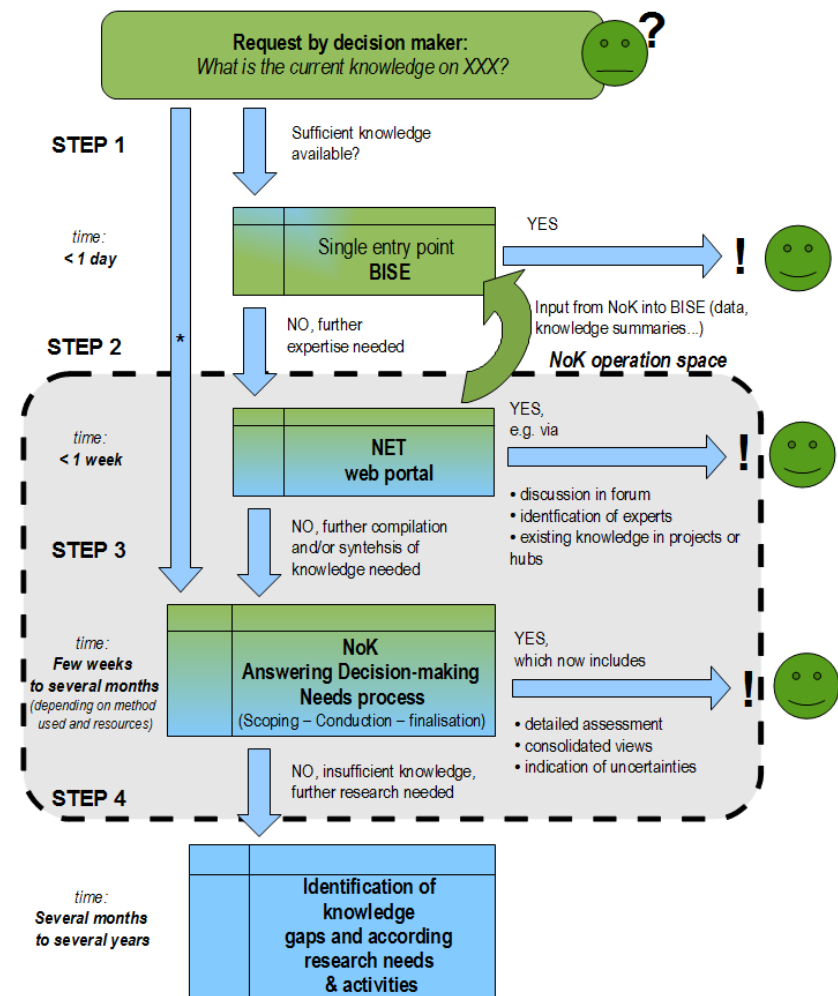 Request by decision maker:
What is the current knowledge on XXX?
?
STEP 1
Sufficient knowledge
available?
time:
< 1 day
Single entry point
BISE
YES
!
Input from NoK into BISE (data,
knowledge summaries...)
STEP 2
*
NO, further
expertise needed
NoK operation space
time:
< 1 week
NET
web portal
YES,
e.g. via
!
• discussion in forum
• identfication of experts
• existing knowledge in projects or
hubs
STEP 3
NO, further compilation
and/or syntehsis of
knowledge needed
time:
Few weeks
to several months
(depending on method
used and resources)
NoK
Answering Decision-making
Needs process
(Scoping – Conduction – finalisation)
YES,
which now includes
!
• detailed assessment
• consolidated views
• indication of uncertainties
STEP 4
NO, insufficient knowledge,
further research needed
time:
Several months
to several years
Identification of
knowledge
gaps and according
research needs
& activities